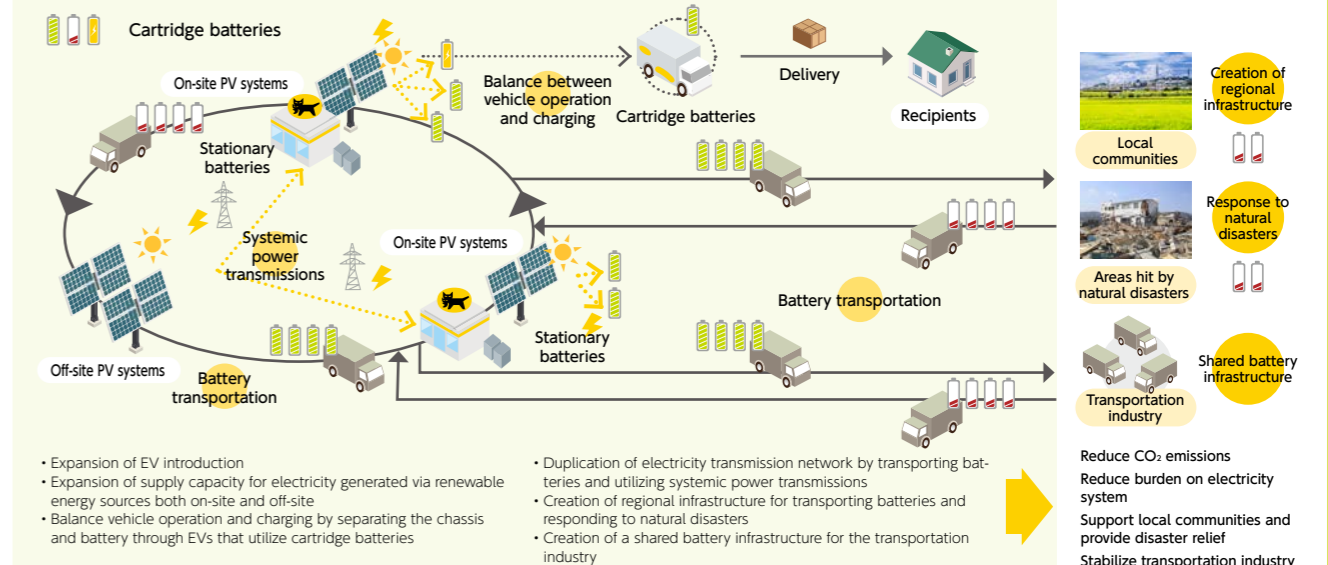 Cartridge batteries
On-site PV systems
Stationary
batteries
Balance between
vehicle operation
and charging
Cartridge batteries
Delivery
Recipients
Systemic
power
transmissions
On-site PV systems
Stationary
batteries
Off-site PV systems
Battery
transportation
Battery transportation
Local
communities
Creation of
regional
infrastructure
Areas hit by
natural disasters
Response to
natural
disasters
Transportation
industry
Shared battery
infrastructure
• Expansion of EV introduction
• Expansion of supply capacity for electricity generated via renewable
energy sources both on-site and off-site
• Balance vehicle operation and charging by separating the chassis
and battery through EVs that utilize cartridge batteries
• Duplication of electricity transmission network by transporting bat-
teries and utilizing systemic power transmissions
• Creation of regional infrastructure for transporting batteries and
responding to natural disasters
• Creation of a shared battery infrastructure for the transportation
industry
Reduce CO₂ emissions
Reduce burden on electricity
system
Support local communities and
provide disaster relief
Stabilize transportation industry